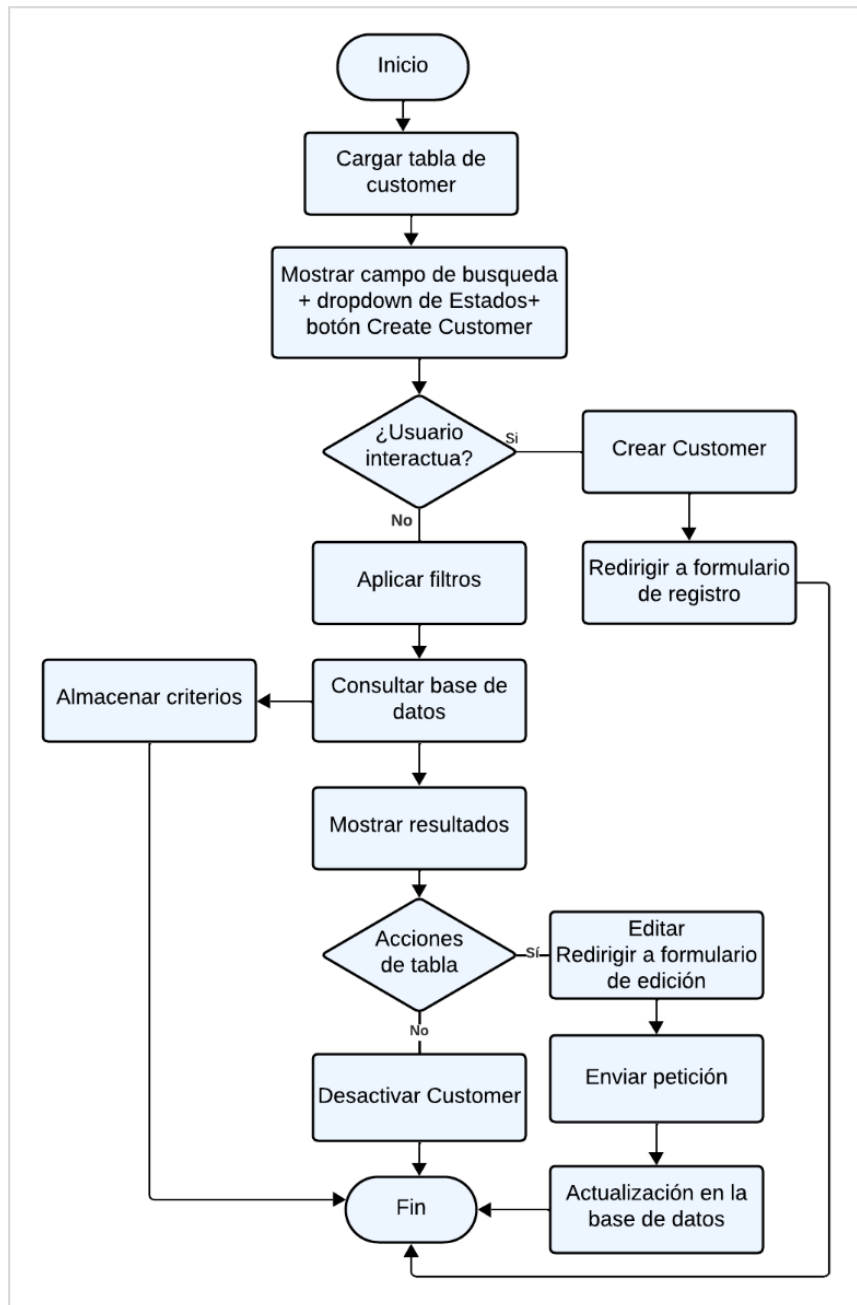 Inicio
Cargar tabla de
customer
Mostrar campo de busqueda
+ dropdown de Estados+
botón Create Customer
¿Usuario
interactua?
Si
Crear Customer
No
Aplicar filtros
Redirigir a formulario
de registro
Almacenar criterios
Consultar base de
datos
Mostrar resultados
Acciones
de tabla
Sí
Editar
Redirigir a formulario
de edición
No
Desactivar Customer
Enviar petición
Fin
Actualización en la
base de datos